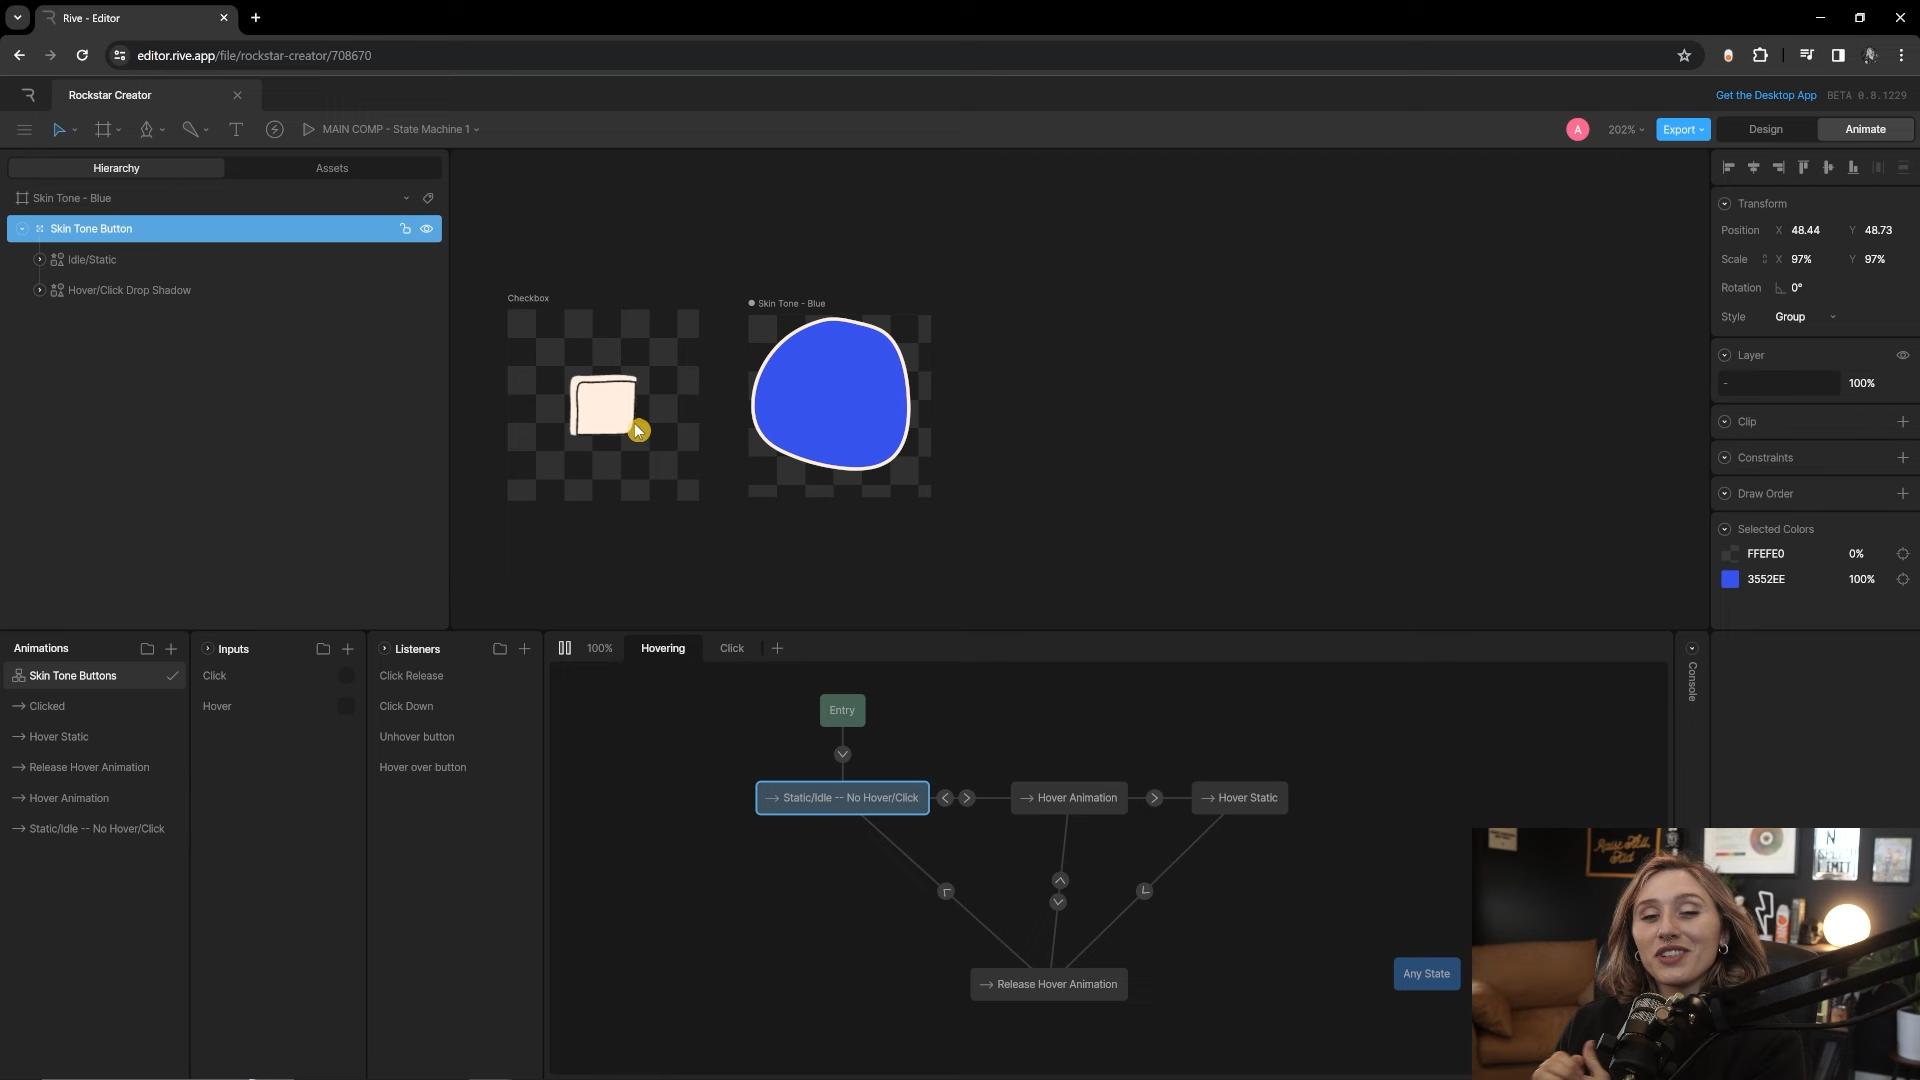 Rive - Editor
editor.rive.app/file/rockstar-creator/708670
Rockstar Creator
Get the Desktop App BETA 0.8.1229
MAIN COMP - State Machine 1
A
202%
Export
Design
Animate
Hierarchy
Assets
Skin Tone - Blue
Skin Tone Button
Idle/Static
Hover/Click Drop Shadow
Checkbox
Skin Tone - Blue
Transform
Position X 48.44 Y 48.73
Scale X 97% Y 97%
Rotation 0°
Style Group
Layer
- 100%
Clip
Constraints
Draw Order
Selected Colors
FFEFE0 0%
3552EE 100%
Animations
Skin Tone Buttons
Clicked
Hover Static
Release Hover Animation
Hover Animation
Static/Idle -- No Hover/Click
Inputs
Click
Hover
Listeners
Click Release
Click Down
Unhover button
Hover over button
100%
Hovering
Click
Console
Entry
Static/Idle -- No Hover/Click
Hover Animation
Hover Static
Release Hover Animation
Any State